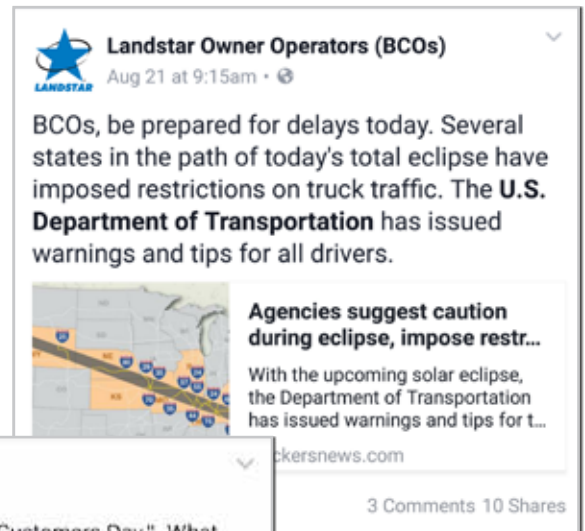 Landstar Owner Operators (BCOs)
Aug 21 at 9:15am •
LANDSTAR
BCOs, be prepared for delays today. Several
states in the path of today's total eclipse have
imposed restrictions on truck traffic. The U.S.
Department of Transportation has issued
warnings and tips for all drivers.
Agencies suggest caution
during eclipse, impose restr...
With the upcoming solar eclipse,
the Department of Transportation
has issued warnings and tips for t...
ckersnews.com
3 Comments 10 Shares
Customers Day." What